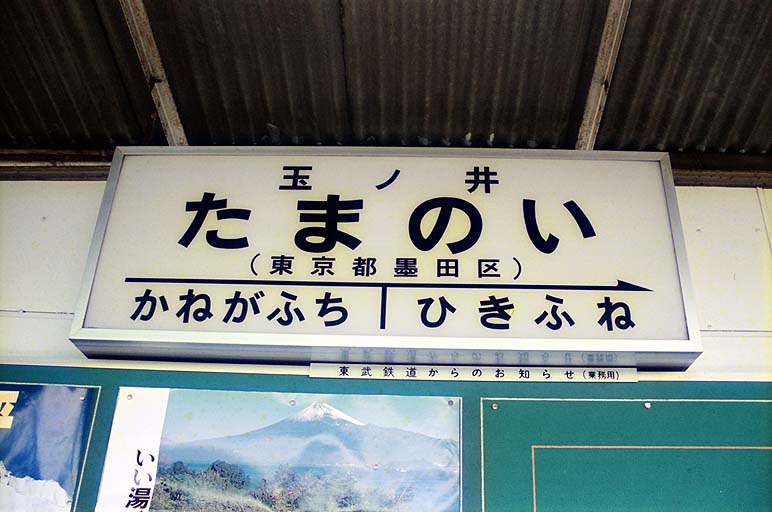 玉ノ井
たまのい
（東京都墨田区）
かねがふち ひきふね
東武鉄道からのお知らせ（業務用）
いい湯